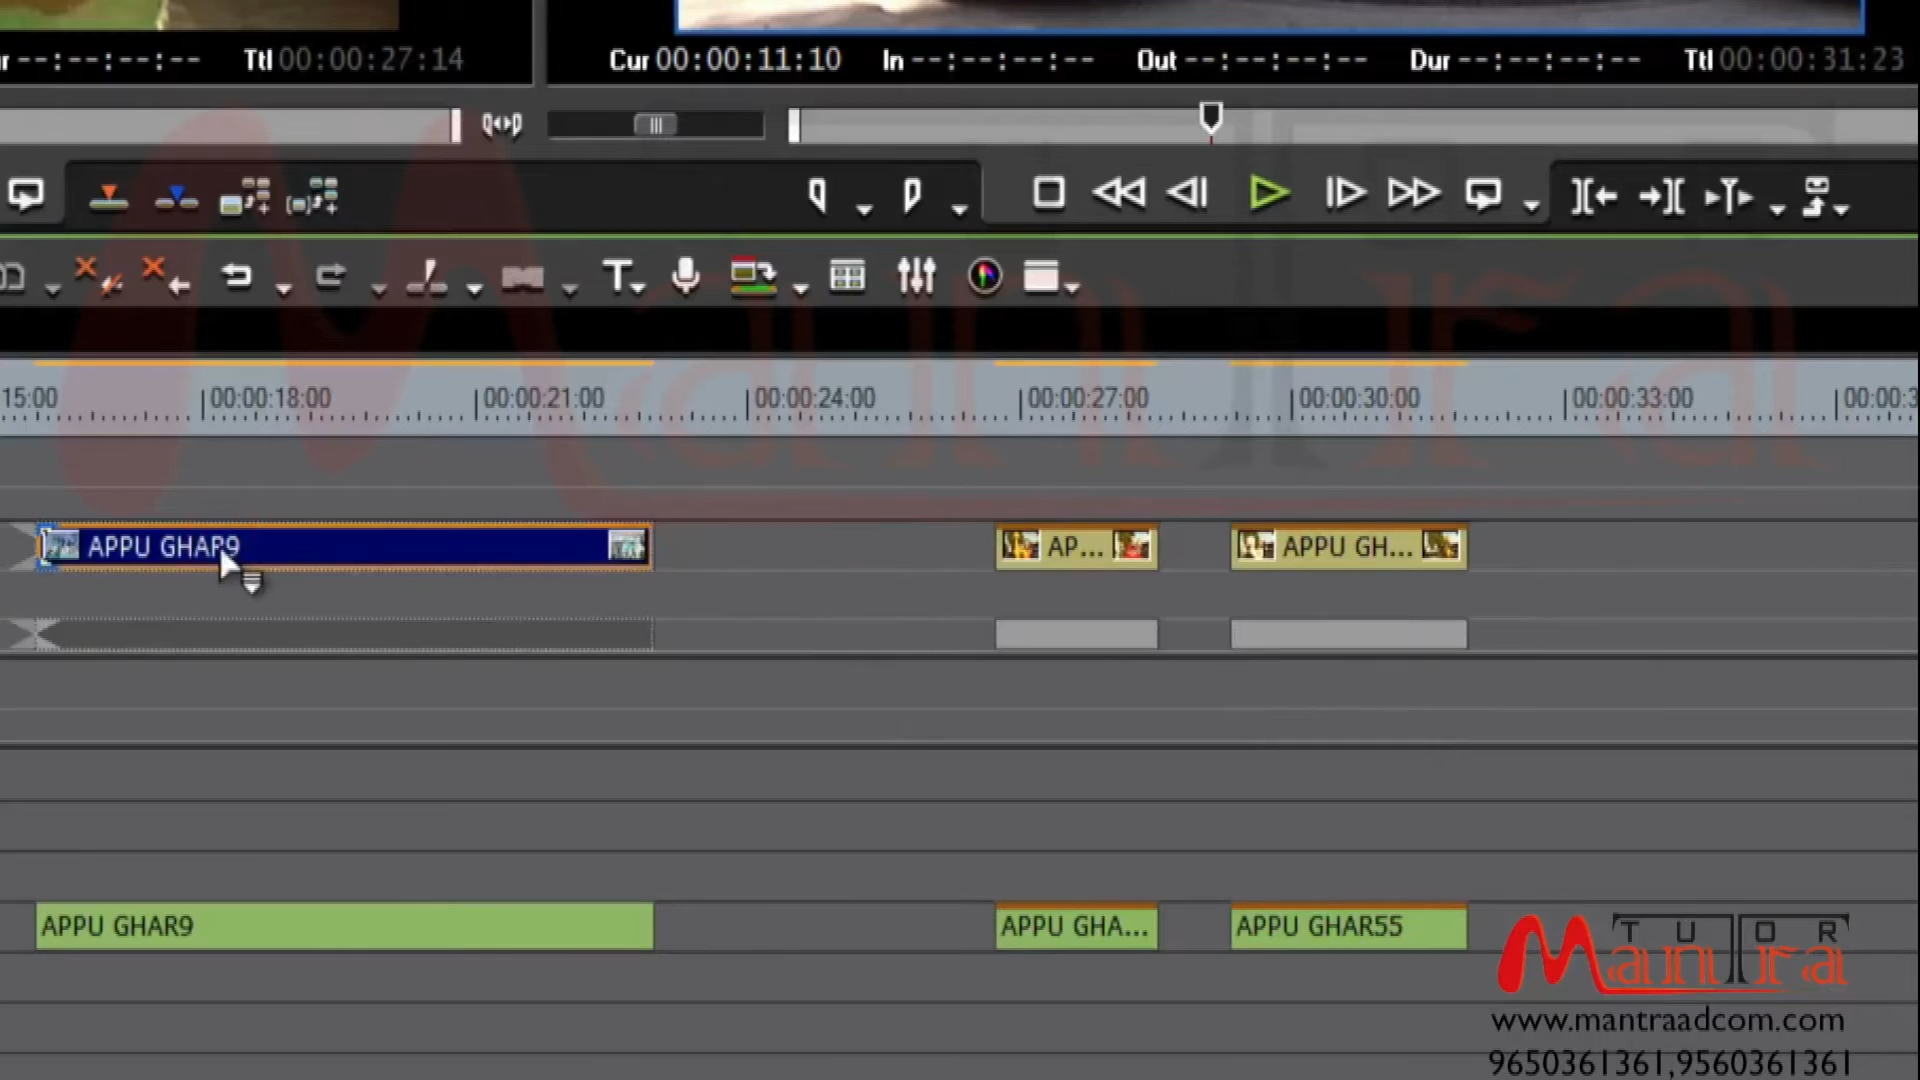 r --:--:--:-- Ttl 00:00:27:14 Cur 00:00:11:10 In --:--:--:-- Out --:--:--:-- Dur --:--:--:-- Ttl 00:00:31:23
ManTra
15:00 00:00:18:00 00:00:21:00 00:00:24:00 00:00:27:00 00:00:30:00 00:00:33:00 00:00:3
APPU GHAR9 AP... APPU GH...
APPU GHAR9 APPU GHA... APPU GHAR55
TUTOR
ManTra
www.mantraadcom.com
9650361361,9560361361